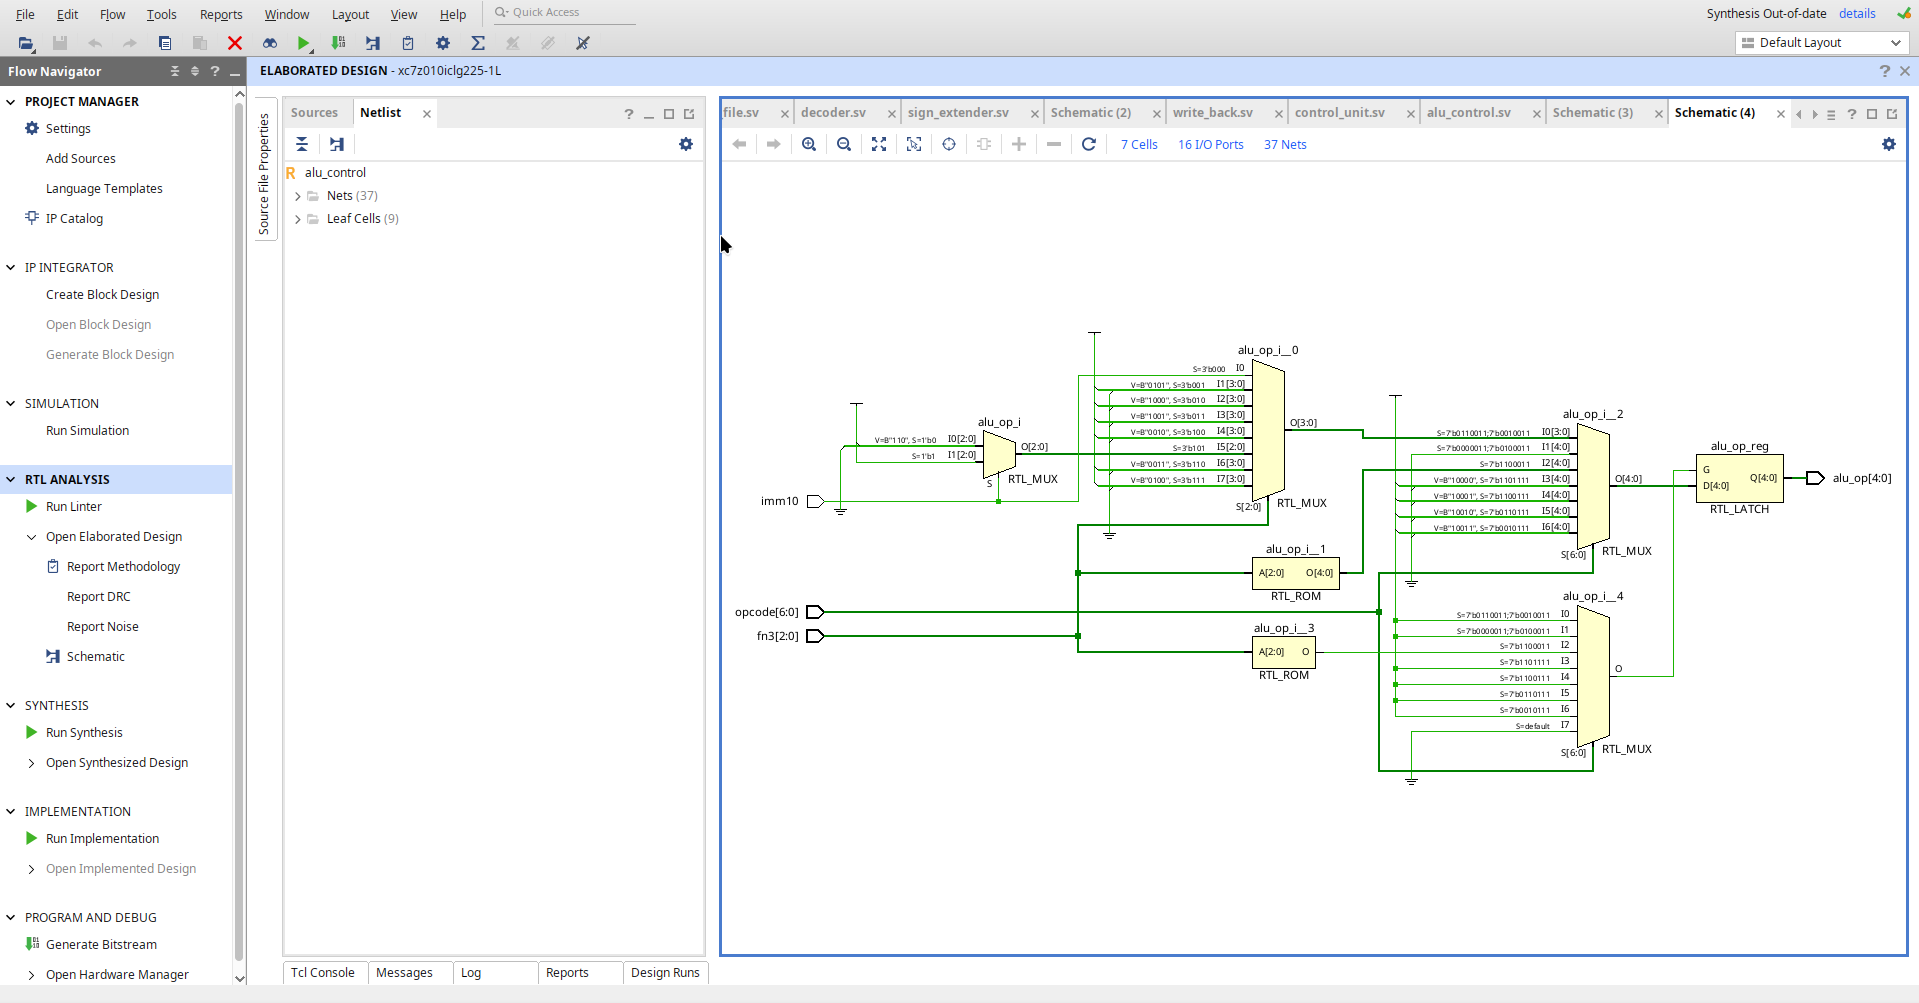 File Edit Flow Tools Reports Window Layout View Help Quick Access
Synthesis Out-of-date details
Default Layout
Flow Navigator
ELABORATED DESIGN - xc7z010iclg225-1L
PROJECT MANAGER
Settings
Add Sources
Language Templates
IP Catalog
IP INTEGRATOR
Create Block Design
Open Block Design
Generate Block Design
SIMULATION
Run Simulation
RTL ANALYSIS
Run Linter
Open Elaborated Design
Report Methodology
Report DRC
Report Noise
Schematic
SYNTHESIS
Run Synthesis
Open Synthesized Design
IMPLEMENTATION
Run Implementation
Open Implemented Design
PROGRAM AND DEBUG
Generate Bitstream
Open Hardware Manager
Source File Properties
Sources Netlist
alu_control
Nets (37)
Leaf Cells (9)
file.sv decoder.sv sign_extender.sv Schematic (2) write_back.sv control_unit.sv alu_control.sv Schematic (3) Schematic (4)
7 Cells 16 I/O Ports 37 Nets
imm10
opcode[6:0]
fn3[2:0]
alu_op_i
V=B"110", S=1'b0 I0[2:0]
S=1'b1 I1[2:0]
O[2:0]
S
RTL_MUX
alu_op_i__0
S=3'b000 I0
V=B"0101", S=3'b001 I1[3:0]
V=B"1000", S=3'b010 I2[3:0]
V=B"1001", S=3'b011 I3[3:0]
V=B"0010", S=3'b100 I4[3:0]
S=3'b101 I5[2:0]
V=B"0011", S=3'b110 I6[3:0]
V=B"0100", S=3'b111 I7[3:0]
O[3:0]
S[2:0]
RTL_MUX
alu_op_i__1
A[2:0] O[4:0]
RTL_ROM
alu_op_i__3
A[2:0] O
RTL_ROM
alu_op_i__2
S=7'b0110011;7'b0010011 I0[3:0]
S=7'b0000011;7'b0100011 I1[4:0]
S=7'b1100011 I2[4:0]
V=B"10000", S=7'b1101111 I3[4:0]
V=B"10001", S=7'b1100111 I4[4:0]
V=B"10010", S=7'b0110111 I5[4:0]
V=B"10011", S=7'b0010111 I6[4:0]
O[4:0]
S[6:0]
RTL_MUX
alu_op_i__4
S=7'b0110011;7'b0010011 I0
S=7'b0000011;7'b0100011 I1
S=7'b1100011 I2
S=7'b1101111 I3
S=7'b1100111 I4
S=7'b0110111 I5
S=7'b0010111 I6
S=default I7
O
S[6:0]
RTL_MUX
alu_op_reg
G
D[4:0]
Q[4:0]
RTL_LATCH
alu_op[4:0]
Tcl Console Messages Log Reports Design Runs